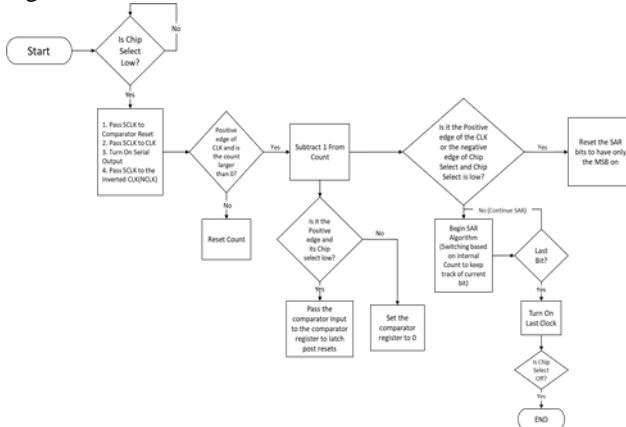 Start
Is Chip
Select
Low?
No
Yes
1. Pass SCLK to
Comparator Reset
2. Pass SCLK to CLK
3. Turn On Serial
Output
4. Pass SCLK to the
Inverted CLK(NCLK)
Positive
edge of
CLK and is
the count
larger
than 0?
Yes
No
Reset Count
Subtract 1 From
Count
Is it the
Positive
edge and
its Chip
select low?
No
Yes
Pass the
comparator input
to the comparator
register to latch
post resets
Set the
comparator
register to 0
Is it the Positive
edge of the CLK
or the negative
edge of Chip
Select and Chip
Select is low?
Yes
Reset the SAR
bits to have only
the MSB on
No (Continue SAR)
Begin SAR
Algorithm
(Switching based
on internal
Count to keep
track of current
bit)
Last
Bit?
Yes
Turn On
Last Clock
Is Chip
Select
Off?
Yes
END